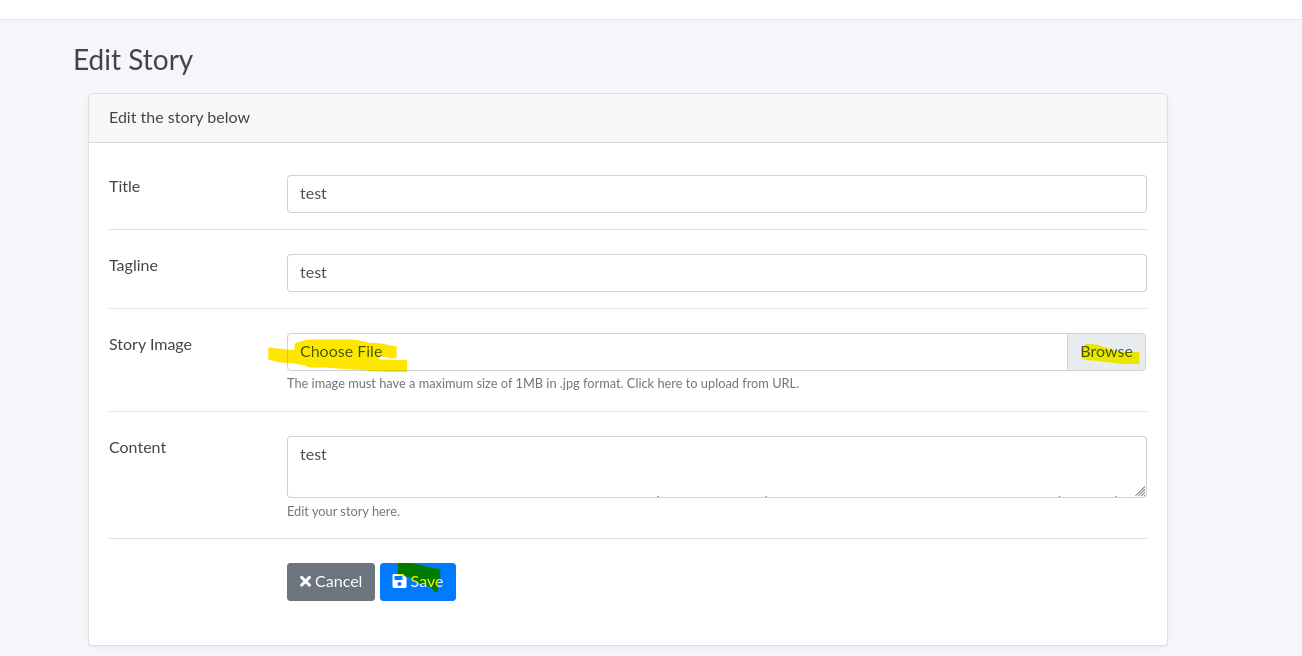 Edit Story
Edit the story below
Title
test
Tagline
test
Story Image
Choose File
Browse
The image must have a maximum size of 1MB in .jpg format. Click here to upload from URL.
Content
test
Edit your story here.
Cancel
Save